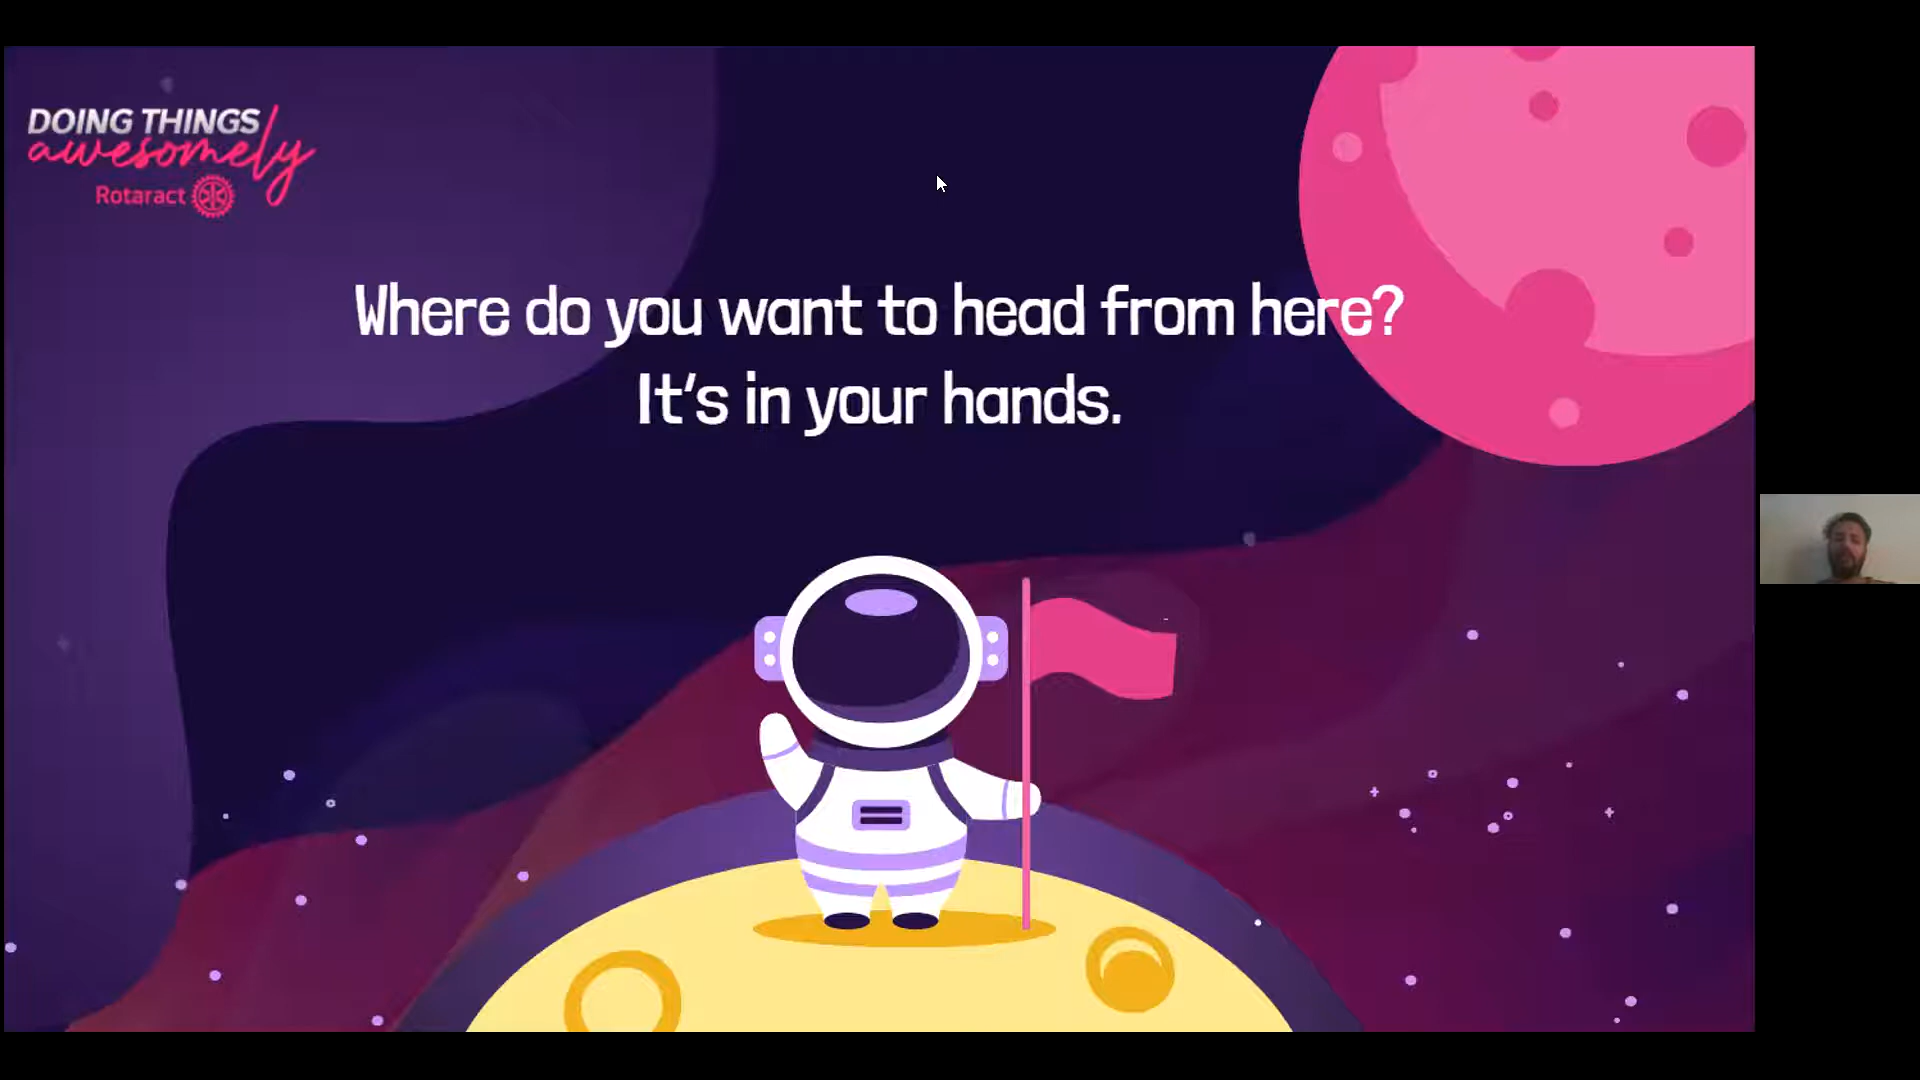 DOING THINGS
awesomely
Rotaract
Where do you want to head from here?
It's in your hands.